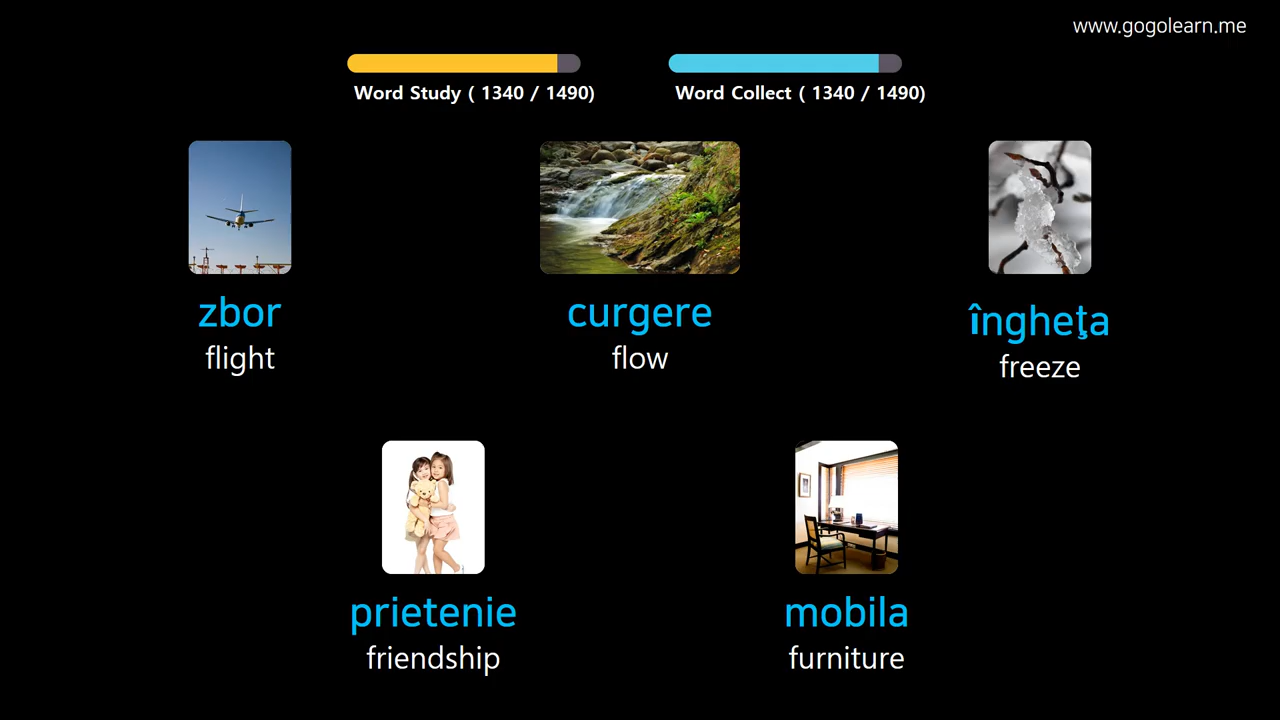 www.gogolearn.me
Word Study ( 1340 / 1490)
Word Collect ( 1340 / 1490)
zbor
flight
curgere
flow
îngheţa
freeze
prietenie
friendship
mobila
furniture